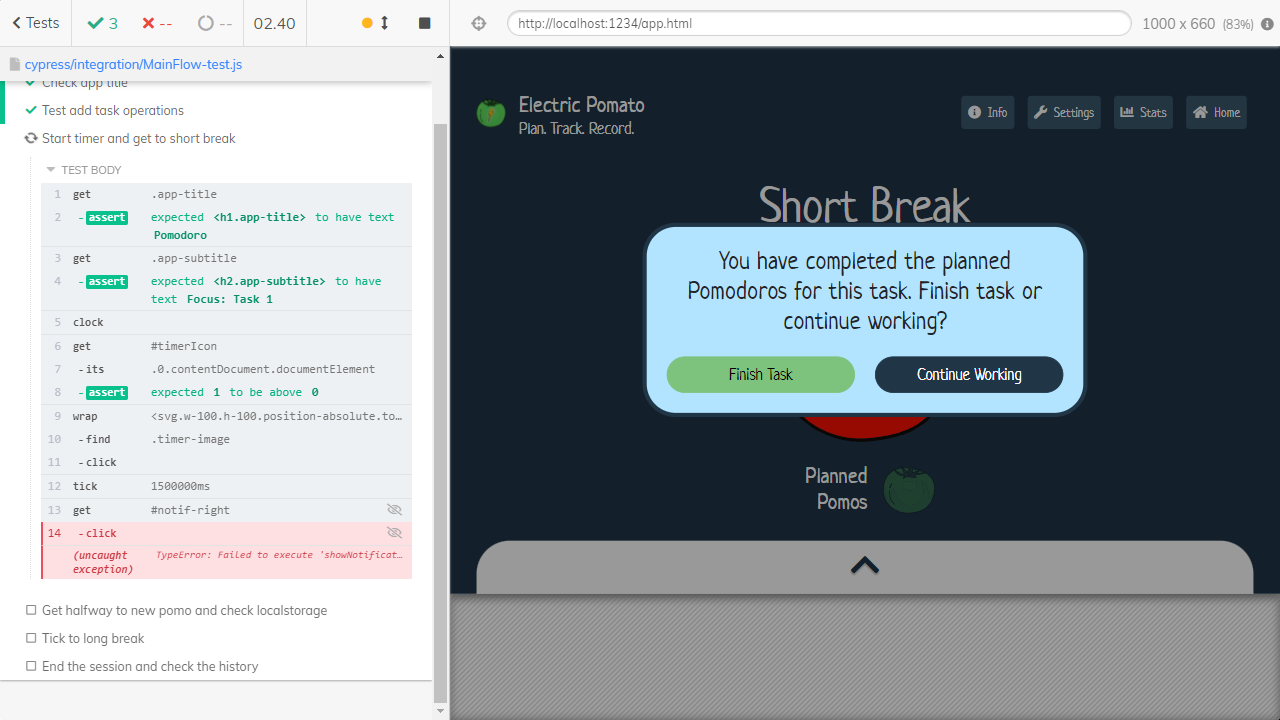 Tests
3
--
--
02.40
http://localhost:1234/app.html
1000 x 660 (83%)
cypress/integration/MainFlow-test.js
Check app title
Test add task operations
Start timer and get to short break
TEST BODY
1 get .app-title
2 - assert expected <h1.app-title> to have text
Pomodoro
3 get .app-subtitle
4 - assert expected <h2.app-subtitle> to have
text Focus: Task 1
5 clock
6 get #timerIcon
7 - its .0.contentDocument.documentElement
8 - assert expected 1 to be above 0
9 wrap <svg.w-100.h-100.position-absolute.to…
10 - find .timer-image
11 - click
12 tick 1500000ms
13 get #notif-right
14 - click
(uncaught TypeError: Failed to execute 'showNotificat…
exception)
Get halfway to new pomo and check localstorage
Tick to long break
End the session and check the history
Electric Pomato
Plan. Track. Record.
Info
Settings
Stats
Home
Short Break
You have completed the planned
Pomodoros for this task. Finish task or
continue working?
Finish Task
Continue Working
Planned
Pomos